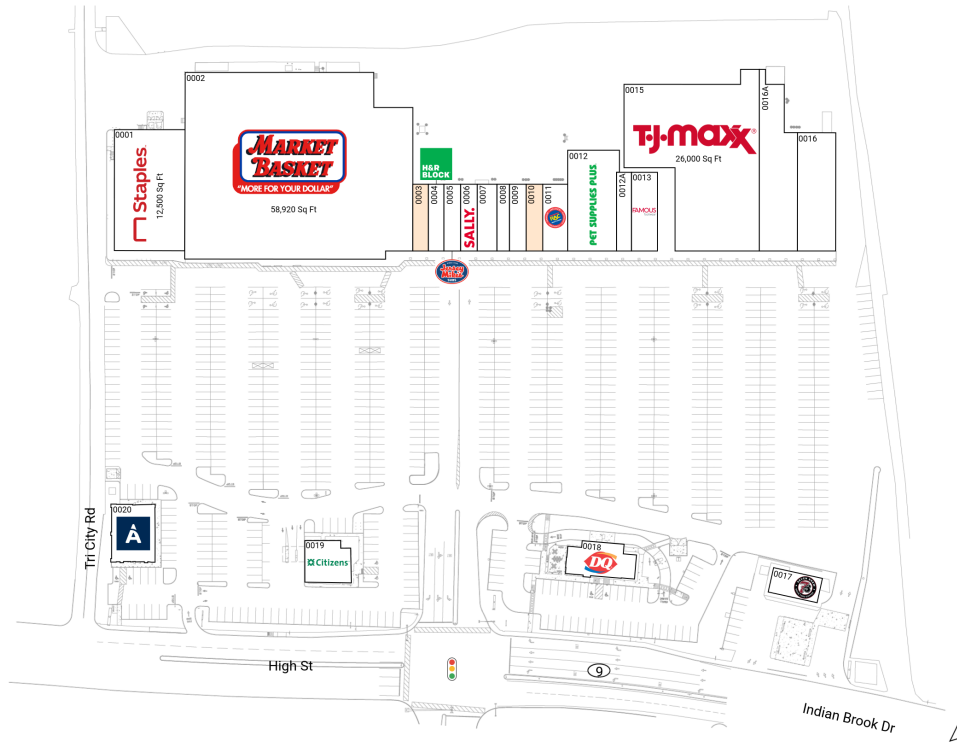 0001
Staples
12,500 Sq Ft
0002
MARKET
BASKET
"MORE FOR YOUR DOLLAR"
58,920 Sq Ft
H&R
BLOCK
0003
0004
0005
0006
SALLY.
0007
0008
0009
0010
0011
0012
PET SUPPLIES PLUS
0012A
0013
FAMOUS
0015
T·J·maxx
26,000 Sq Ft
0016A
0016
Jersey
Mike's
SUBS
0020
A
0019
Citizens
0018
DQ
0017
Tri City Rd
High St
9
Indian Brook Dr